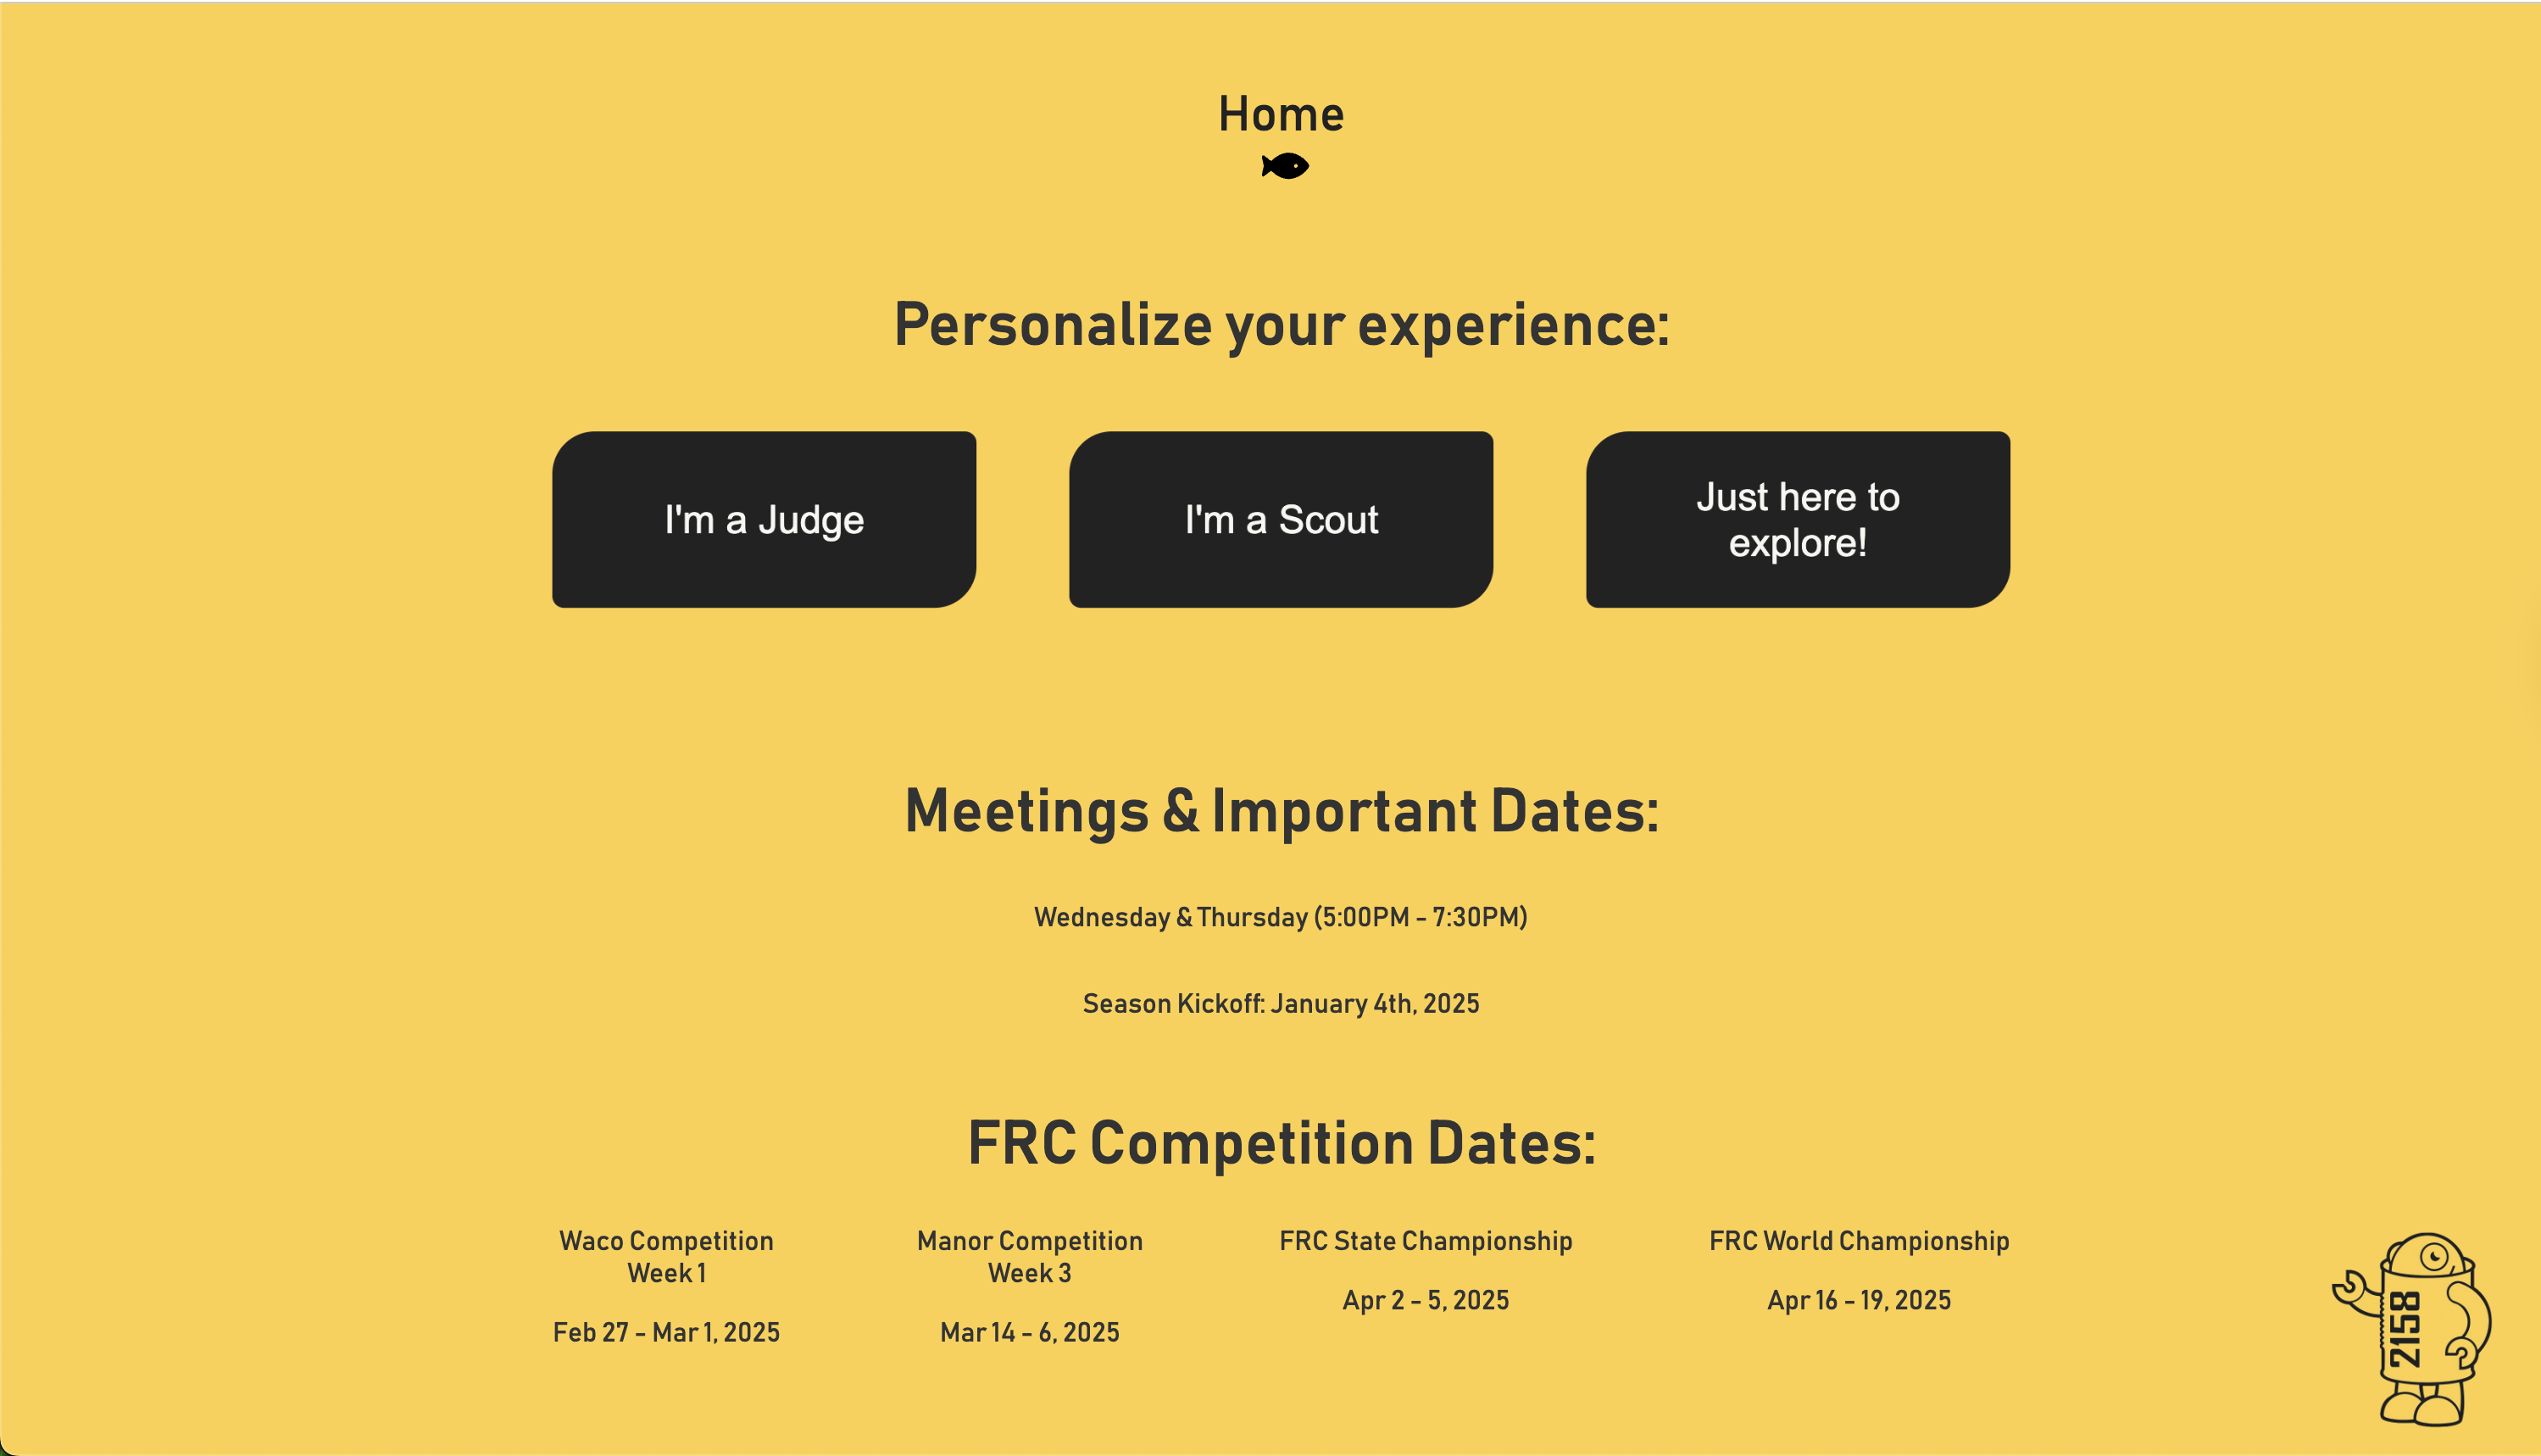 Home
Personalize your experience:
I'm a Judge
I'm a Scout
Just here to
explore!
Meetings & Important Dates:
Wednesday & Thursday (5:00PM - 7:30PM)
Season Kickoff: January 4th, 2025
FRC Competition Dates:
Waco Competition
Week 1
Feb 27 - Mar 1, 2025
Manor Competition
Week 3
Mar 14 - 6, 2025
FRC State Championship
Apr 2 - 5, 2025
FRC World Championship
Apr 16 - 19, 2025
2158